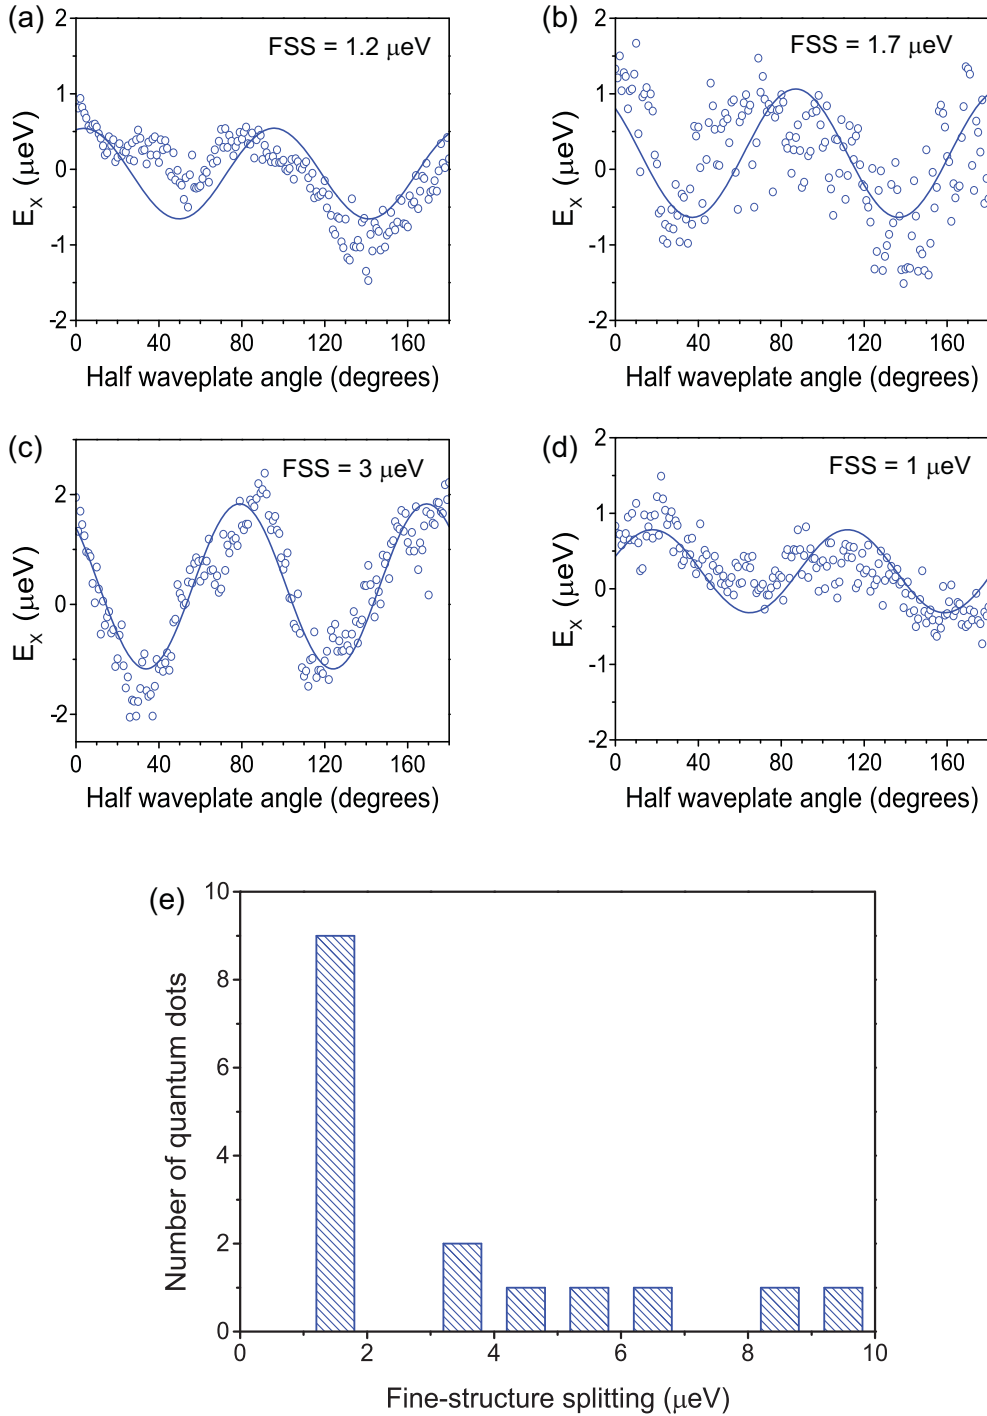 (a)
FSS = 1.2 μeV
2
1
0
-1
-2
E_x (μeV)
0 40 80 120 160
Half waveplate angle (degrees)
(b)
FSS = 1.7 μeV
2
1
0
-1
-2
E_x (μeV)
0 40 80 120 160
Half waveplate angle (degrees)
(c)
FSS = 3 μeV
2
0
-2
E_x (μeV)
0 40 80 120 160
Half waveplate angle (degrees)
(d)
FSS = 1 μeV
2
1
0
-1
-2
E_x (μeV)
0 40 80 120 160
Half waveplate angle (degrees)
(e)
10
8
6
4
2
0
Number of quantum dots
0 2 4 6 8 10
Fine-structure splitting (μeV)